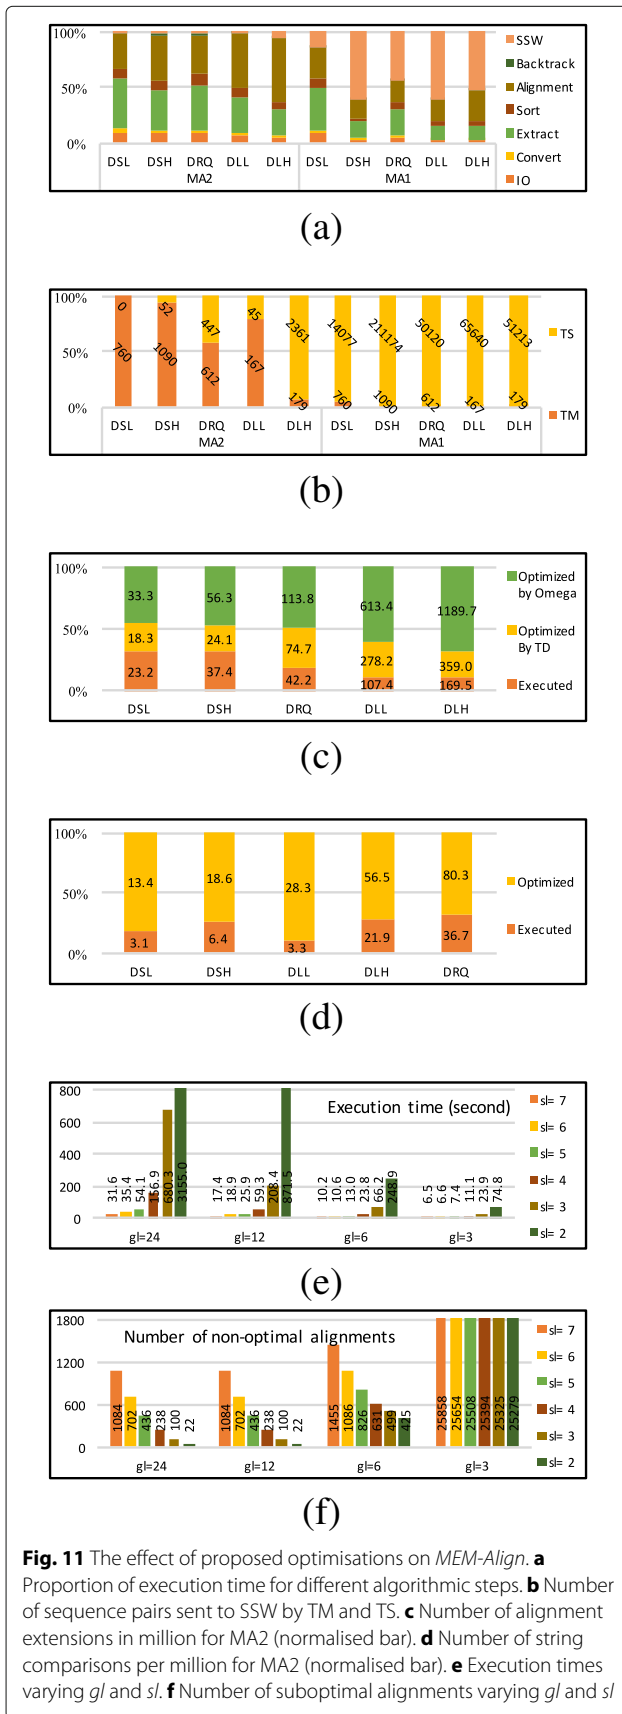 100%
50%
0%
DSL DSH DRQ DLL DLH DSL DSH DRQ DLL DLH
MA2 MA1
SSW
Backtrack
Alignment
Sort
Extract
Convert
IO
(a)
100%
50%
0%
0 52 447 45 2361 14077 211174 50120 65640 51213
760 1090 612 167 179 760 1090 612 167 179
DSL DSH DRQ DLL DLH DSL DSH DRQ DLL DLH
MA2 MA1
TS
TM
(b)
100%
50%
0%
33.3 56.3 113.8 613.4 1189.7
18.3 24.1 74.7 278.2 359.0
23.2 37.4 42.2 107.4 169.5
DSL DSH DRQ DLL DLH
Optimized
by Omega
Optimized
By TD
Executed
(c)
100%
50%
0%
13.4 18.6 28.3 56.5 80.3
3.1 6.4 3.3 21.9 36.7
DSL DSH DLL DLH DRQ
Optimized
Executed
(d)
Execution time (second)
800
600
400
200
0
31.6 35.4 54.1 156.9 680.3 3155.0
17.4 18.9 25.9 59.3 208.4 871.5
10.2 10.6 13.0 23.8 66.2 248.9
6.5 6.6 7.4 11.1 23.9 74.8
gl=24 gl=12 gl=6 gl=3
sl= 7
sl= 6
sl= 5
sl= 4
sl= 3
sl= 2
(e)
Number of non-optimal alignments
1800
1200
600
0
1084 702 436 238 100 22
1084 702 436 238 100 22
1455 1086 826 631 499 425
25858 25654 25508 25394 25325 25279
gl=24 gl=12 gl=6 gl=3
sl= 7
sl= 6
sl= 5
sl= 4
sl= 3
sl= 2
(f)
Fig. 11 The effect of proposed optimisations on MEM-Align. a
Proportion of execution time for different algorithmic steps. b Number
of sequence pairs sent to SSW by TM and TS. c Number of alignment
extensions in million for MA2 (normalised bar). d Number of string
comparisons per million for MA2 (normalised bar). e Execution times
varying gl and sl. f Number of suboptimal alignments varying gl and sl